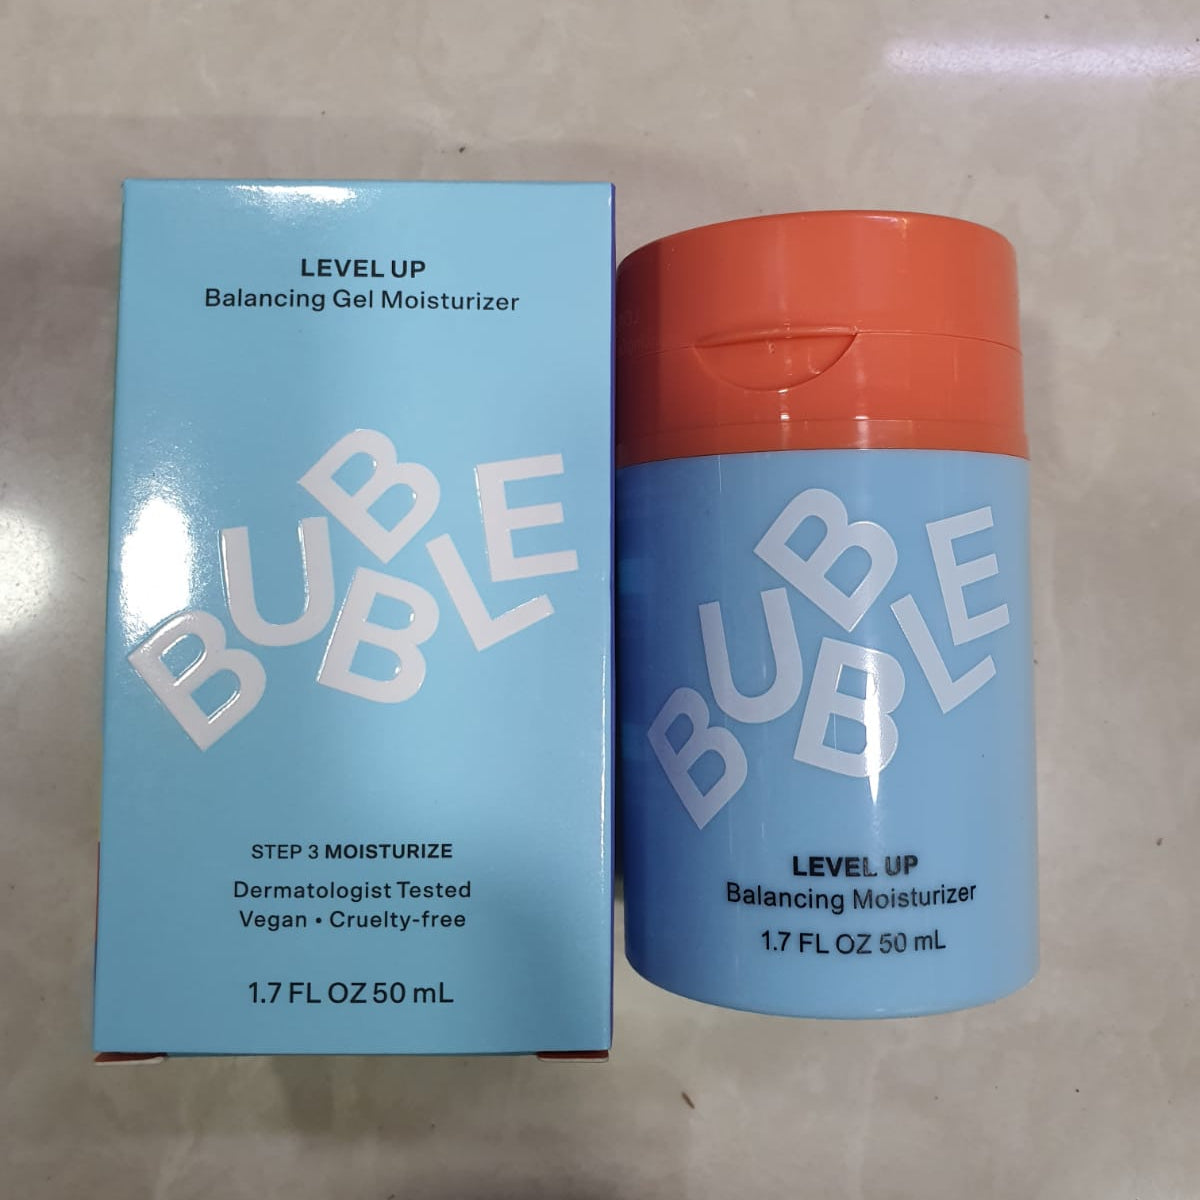 LEVEL UP
Balancing Gel Moisturizer
BUBBLE
STEP 3 MOISTURIZE
Dermatologist Tested
Vegan • Cruelty-free
1.7 FL OZ 50 mL
BUBBLE
LEVEL UP
Balancing Moisturizer
1.7 FL OZ 50 mL